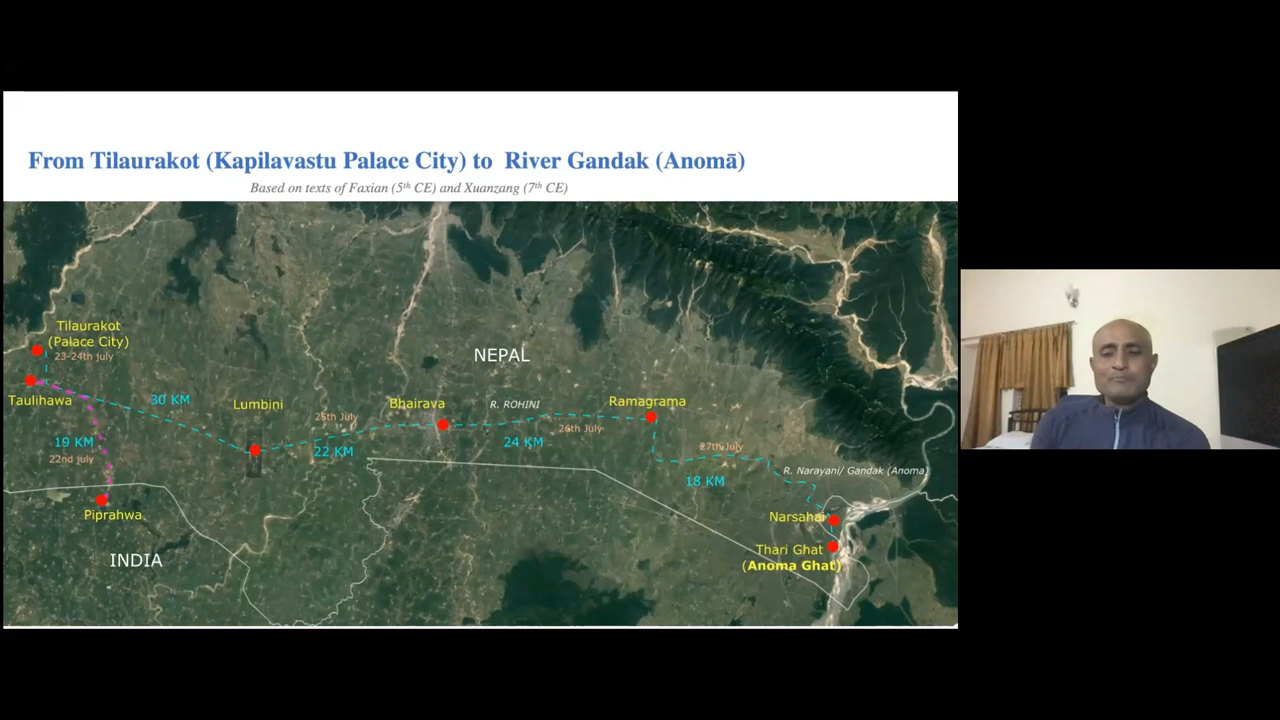 From Tilaurakot (Kapilavastu Palace City) to River Gandak (Anomā)
Based on texts of Faxian (5th CE) and Xuanzang (7th CE)
Tilaurakot
(Palace City)
23-24th july
Taulihawa
30 KM
Lumbini
19 KM
22nd july
Piprahwa
INDIA
NEPAL
25th July
22 KM
Bhairava
R. ROHINI
24 KM
26th July
Ramagrama
27th July
18 KM
R. Narayani/ Gandak (Anoma)
Narsahai
Thari Ghat
(Anoma Ghat)